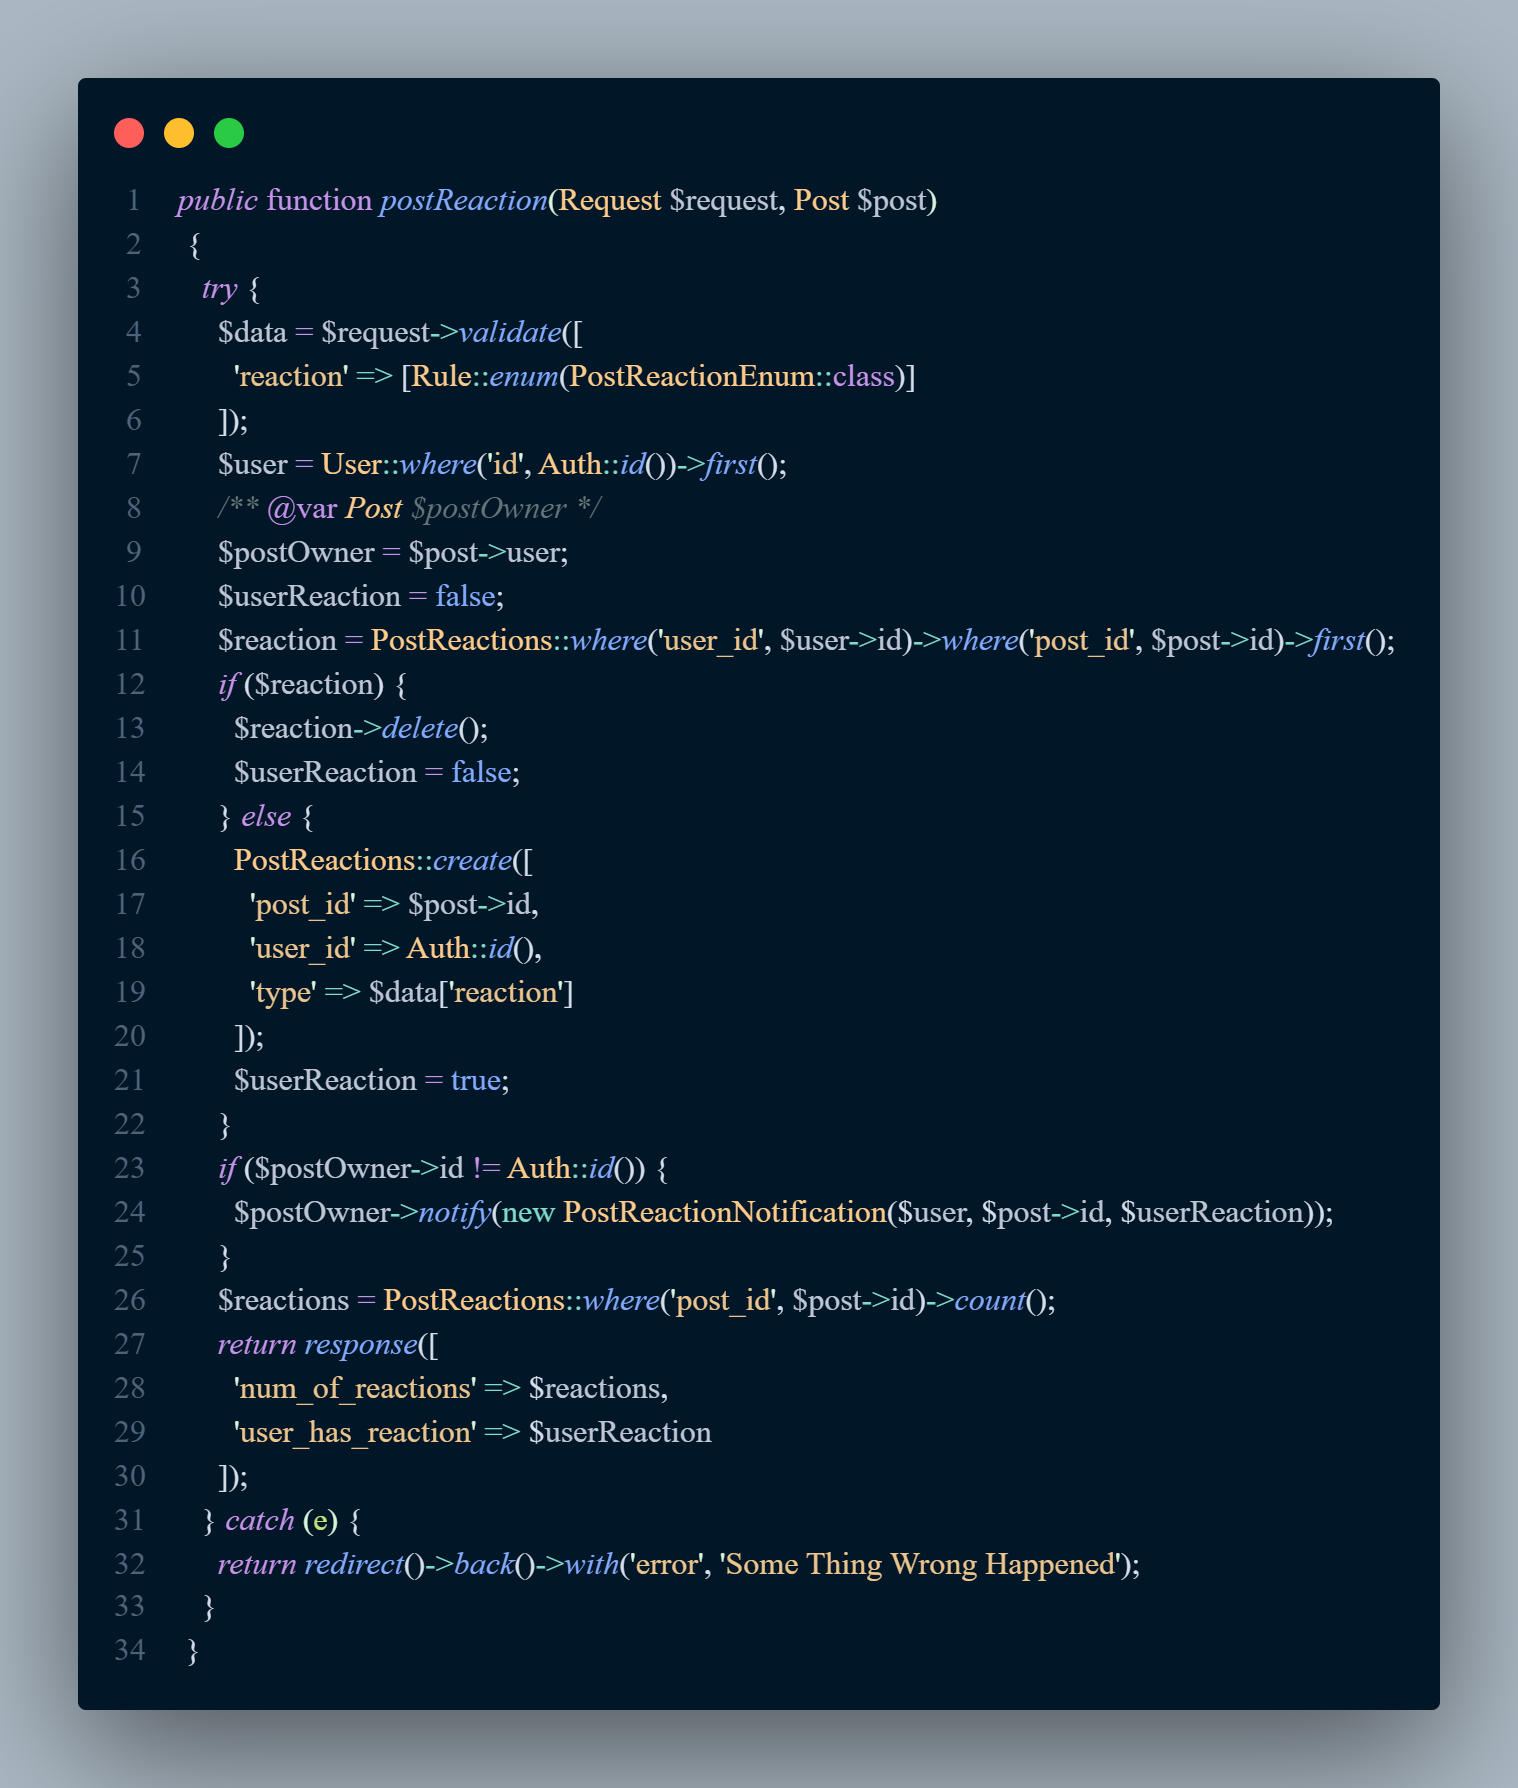 1 public function postReaction(Request $request, Post $post)
2 {
3 try {
4 $data = $request->validate([
5 'reaction' => [Rule::enum(PostReactionEnum::class)]
6 ]);
7 $user = User::where('id', Auth::id())->first();
8 /** @var Post $postOwner */
9 $postOwner = $post->user;
10 $userReaction = false;
11 $reaction = PostReactions::where('user_id', $user->id)->where('post_id', $post->id)->first();
12 if ($reaction) {
13 $reaction->delete();
14 $userReaction = false;
15 } else {
16 PostReactions::create([
17 'post_id' => $post->id,
18 'user_id' => Auth::id(),
19 'type' => $data['reaction']
20 ]);
21 $userReaction = true;
22 }
23 if ($postOwner->id != Auth::id()) {
24 $postOwner->notify(new PostReactionNotification($user, $post->id, $userReaction));
25 }
26 $reactions = PostReactions::where('post_id', $post->id)->count();
27 return response([
28 'num_of_reactions' => $reactions,
29 'user_has_reaction' => $userReaction
30 ]);
31 } catch (e) {
32 return redirect()->back()->with('error', 'Some Thing Wrong Happened');
33 }
34 }